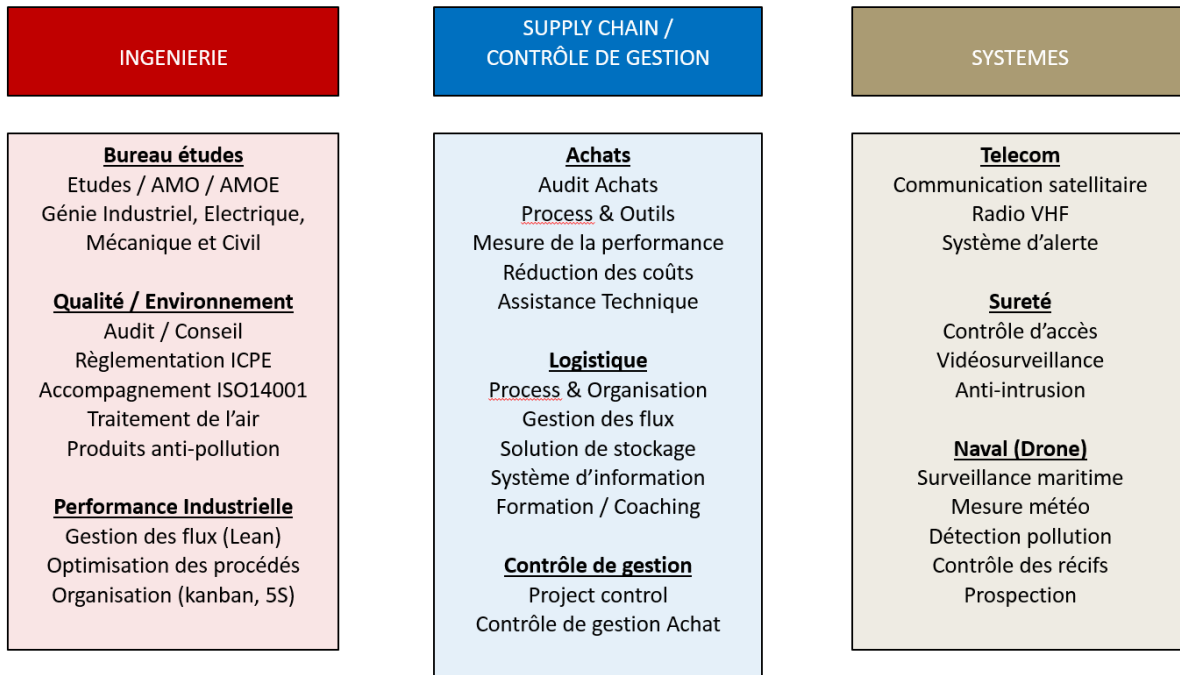 INGENIERIE
SUPPLY CHAIN /
CONTRÔLE DE GESTION
SYSTEMES
Bureau études
Etudes / AMO / AMOE
Génie Industriel, Electrique,
Mécanique et Civil
Qualité / Environnement
Audit / Conseil
Règlementation ICPE
Accompagnement ISO14001
Traitement de l’air
Produits anti-pollution
Performance Industrielle
Gestion des flux (Lean)
Optimisation des procédés
Organisation (kanban, 5S)
Achats
Audit Achats
Process & Outils
Mesure de la performance
Réduction des coûts
Assistance Technique
Logistique
Process & Organisation
Gestion des flux
Solution de stockage
Système d’information
Formation / Coaching
Contrôle de gestion
Project control
Contrôle de gestion Achat
Telecom
Communication satellitaire
Radio VHF
Système d’alerte
Sureté
Contrôle d’accès
Vidéosurveillance
Anti-intrusion
Naval (Drone)
Surveillance maritime
Mesure météo
Détection pollution
Contrôle des récifs
Prospection